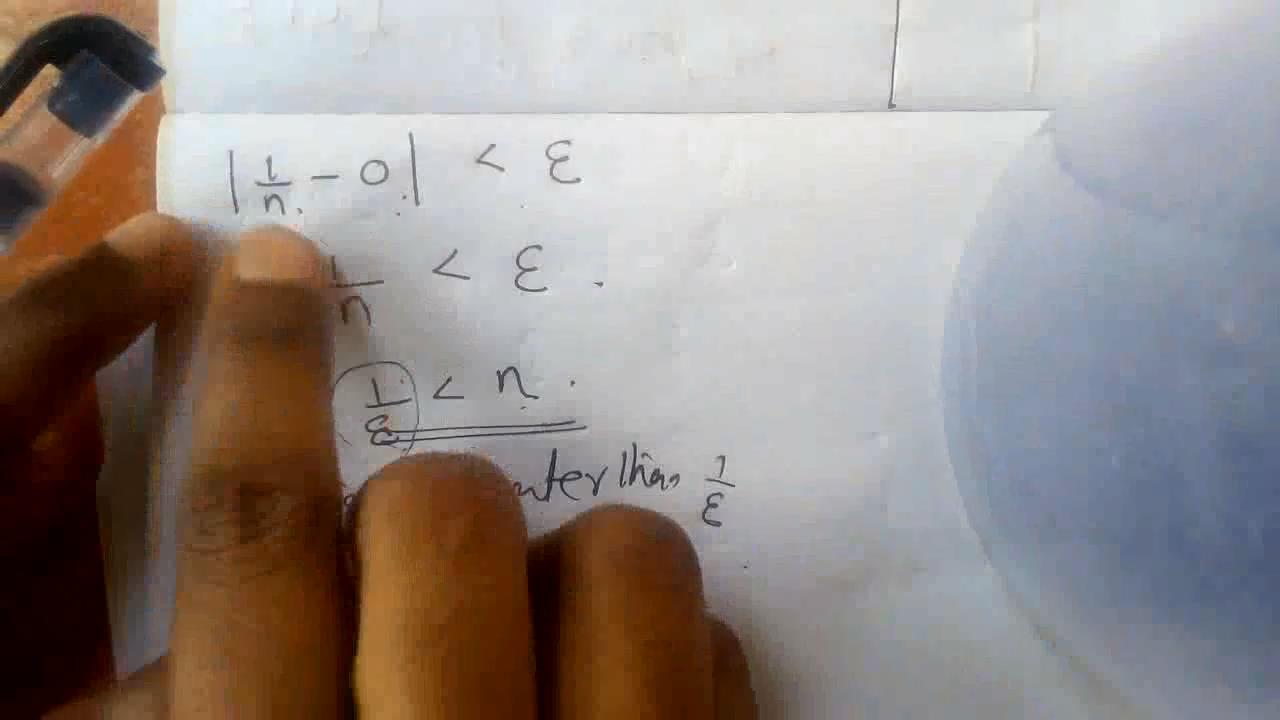 |1/n - 0| < ε
1/n < ε.
1/ε < n.
than 1/ε